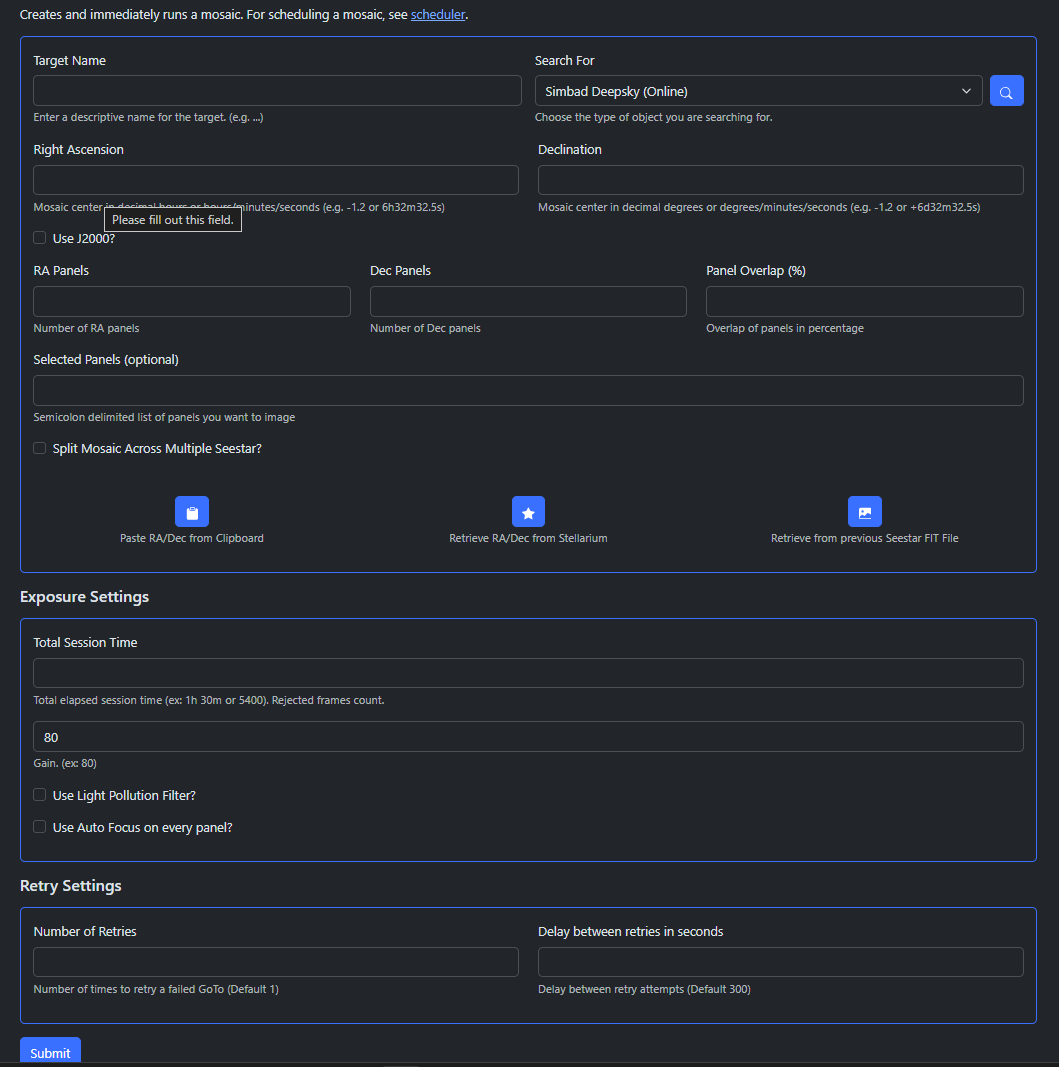 Creates and immediately runs a mosaic. For scheduling a mosaic, see scheduler.
Target Name
Search For
Simbad Deepsky (Online)
Enter a descriptive name for the target. (e.g. ...)
Choose the type of object you are searching for.
Right Ascension
Declination
Mosaic center in decimal hours or hours/minutes/seconds (e.g. -1.2 or 6h32m32.5s)
Mosaic center in decimal degrees or degrees/minutes/seconds (e.g. -1.2 or +6d32m32.5s)
Please fill out this field.
Use J2000?
RA Panels
Dec Panels
Panel Overlap (%)
Number of RA panels
Number of Dec panels
Overlap of panels in percentage
Selected Panels (optional)
Semicolon delimited list of panels you want to image
Split Mosaic Across Multiple Seestar?
Paste RA/Dec from Clipboard
Retrieve RA/Dec from Stellarium
Retrieve from previous Seestar FIT File
Exposure Settings
Total Session Time
Total elapsed session time (ex: 1h 30m or 5400). Rejected frames count.
80
Gain. (ex: 80)
Use Light Pollution Filter?
Use Auto Focus on every panel?
Retry Settings
Number of Retries
Delay between retries in seconds
Number of times to retry a failed GoTo (Default 1)
Delay between retry attempts (Default 300)
Submit